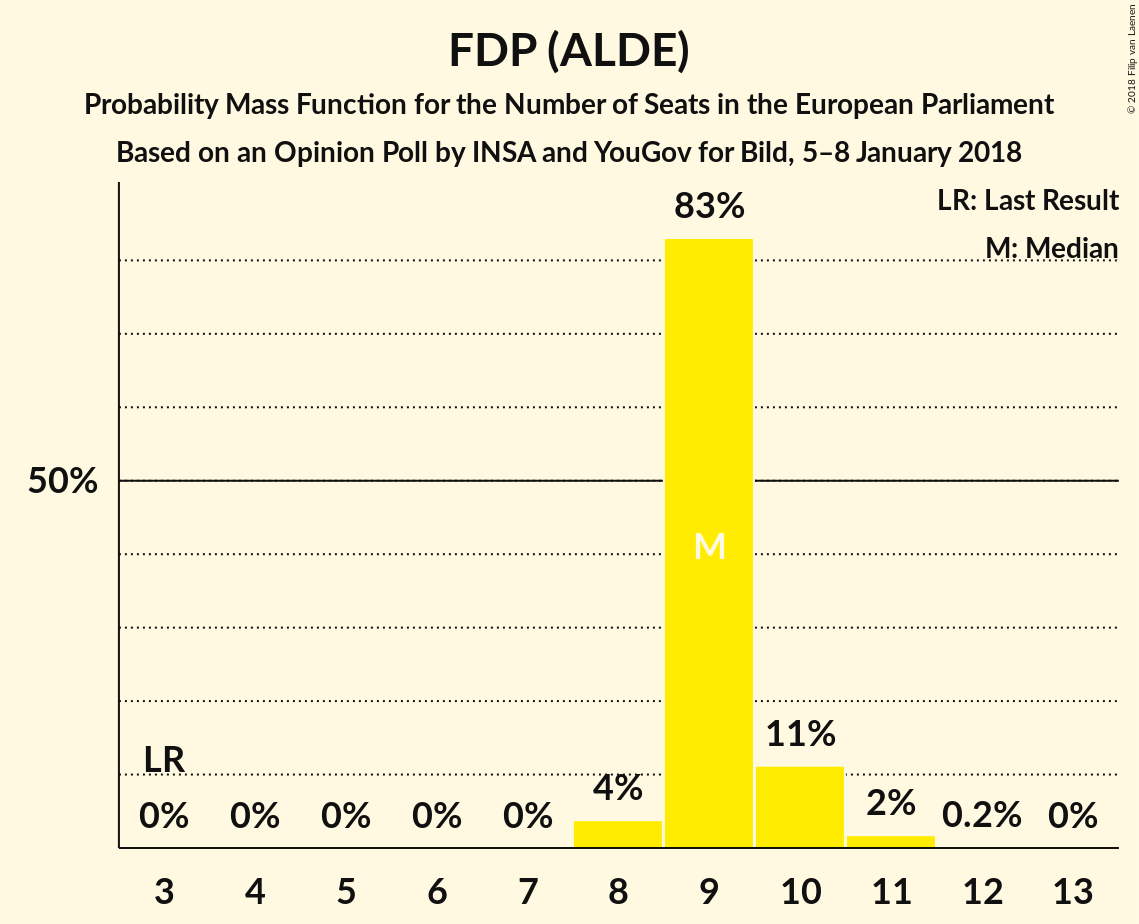 FDP (ALDE)
Probability Mass Function for the Number of Seats in the European Parliament
Based on an Opinion Poll by INSA and YouGov for Bild, 5–8 January 2018
© 2018 Filip van Laenen
LR: Last Result
M: Median
83%
50%
M
LR
0%
0%
0%
0%
0%
4%
11%
2%
0.2%
0%
3
4
5
6
7
8
9
10
11
12
13